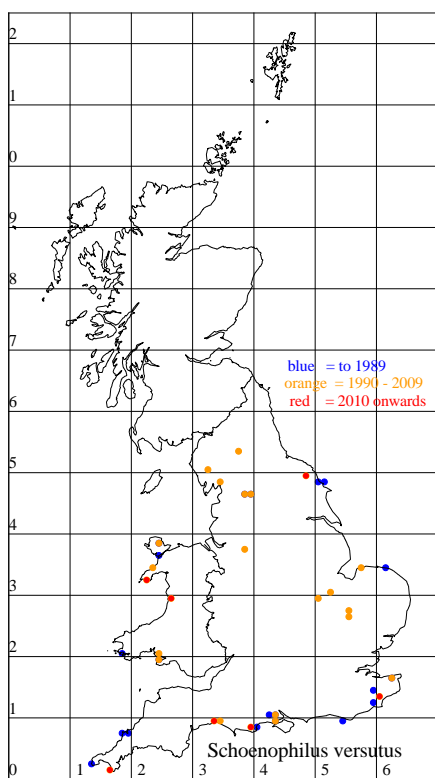 2
1
0
9
8
7
blue = to 1989
orange = 1990 - 2009
red = 2010 onwards
6
5
4
3
2
1
Schoenophilus versutus
0 1 2 3 4 5 6